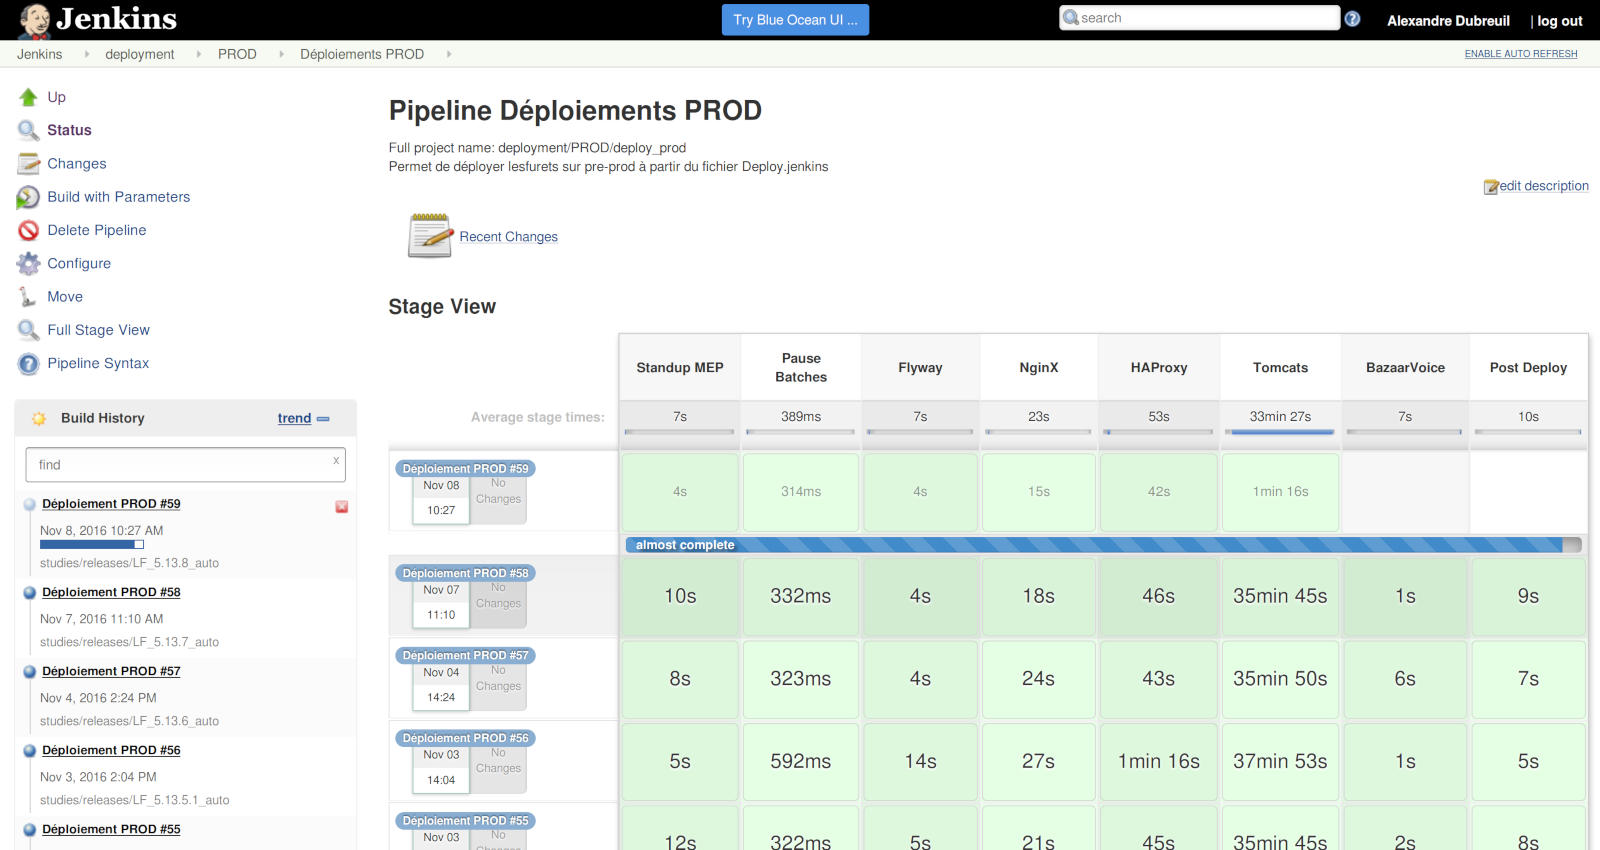 Jenkins
Try Blue Ocean UI ...
search
Alexandre Dubreuil
| log out
Jenkins
deployment
PROD
Déploiements PROD
ENABLE AUTO REFRESH
Up
Status
Changes
Build with Parameters
Delete Pipeline
Configure
Move
Full Stage View
Pipeline Syntax
Build History
trend
find
x
Déploiement PROD #59
Nov 8, 2016 10:27 AM
studies/releases/LF_5.13.8_auto
Déploiement PROD #58
Nov 7, 2016 11:10 AM
studies/releases/LF_5.13.7_auto
Déploiement PROD #57
Nov 4, 2016 2:24 PM
studies/releases/LF_5.13.6_auto
Déploiement PROD #56
Nov 3, 2016 2:04 PM
studies/releases/LF_5.13.5.1_auto
Déploiement PROD #55
Pipeline Déploiements PROD
Full project name: deployment/PROD/deploy_prod
Permet de déployer lesfurets sur pre-prod à partir du fichier Deploy.jenkins
edit description
Recent Changes
Stage View
Standup MEP
Pause
Batches
Flyway
NginX
HAProxy
Tomcats
BazaarVoice
Post Deploy
Average stage times:
7s
389ms
7s
23s
53s
33min 27s
7s
10s
Déploiement PROD #59
Nov 08
10:27
No
Changes
4s
314ms
4s
15s
42s
1min 16s
almost complete
Déploiement PROD #58
Nov 07
11:10
No
Changes
10s
332ms
4s
18s
46s
35min 45s
1s
9s
Déploiement PROD #57
Nov 04
14:24
No
Changes
8s
323ms
4s
24s
43s
35min 50s
6s
7s
Déploiement PROD #56
Nov 03
14:04
No
Changes
5s
592ms
14s
27s
1min 16s
37min 53s
1s
5s
Déploiement PROD #55
Nov 03
No
Changes
12s
322ms
5s
21s
45s
35min 45s
2s
8s